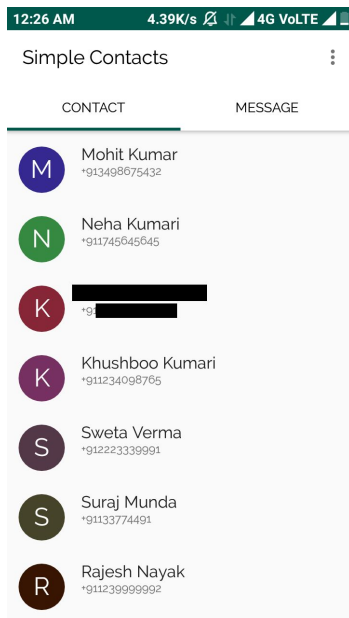 12:26 AM 4.39K/s 4G VoLTE
Simple Contacts
CONTACT MESSAGE
M Mohit Kumar
+913498675432
N Neha Kumari
+911745645645
K
+91
K Khushboo Kumari
+911234098765
S Sweta Verma
+912223339991
S Suraj Munda
+91133774491
R Rajesh Nayak
+911239999992